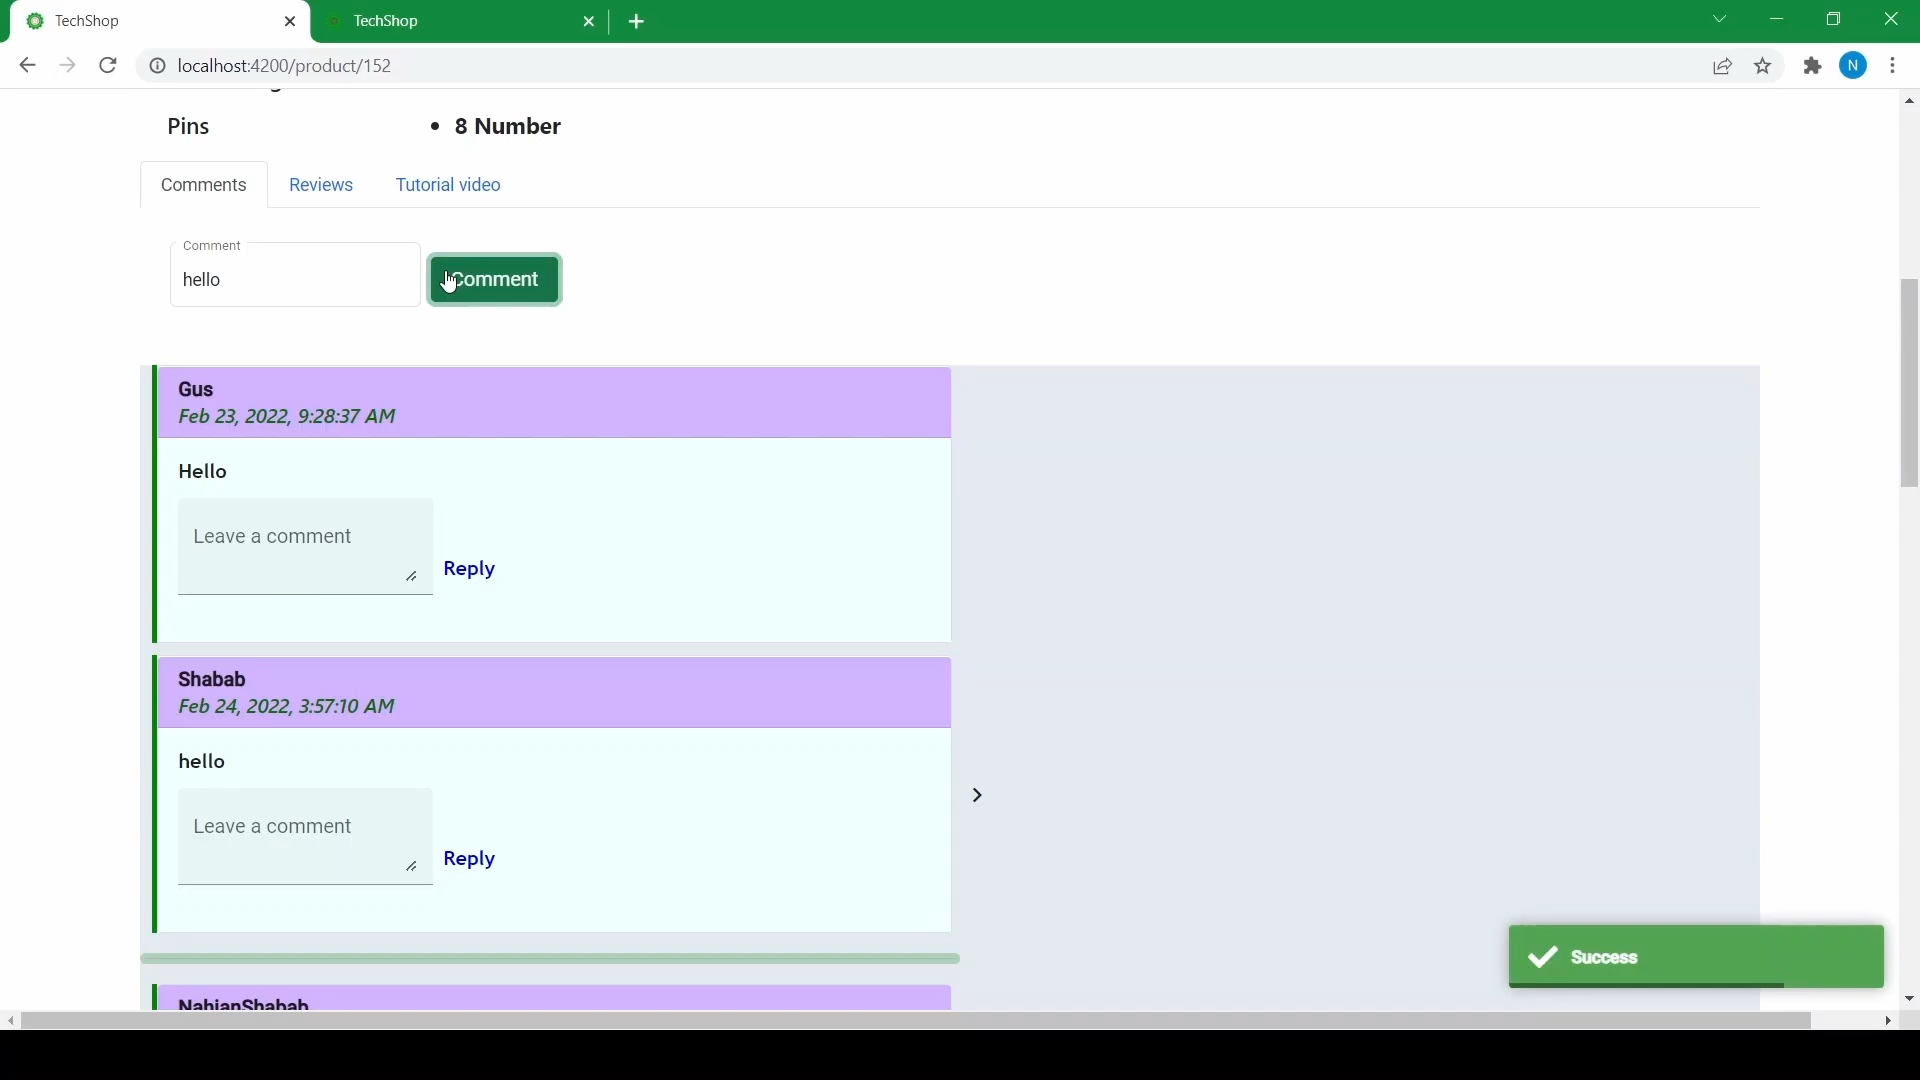 TechShop
TechShop
localhost:4200/product/152
N
Pins
• 8 Number
Comments
Reviews
Tutorial video
Comment
hello
Comment
Gus
Feb 23, 2022, 9:28:37 AM
Hello
Leave a comment
Reply
Shabab
Feb 24, 2022, 3:57:10 AM
hello
Leave a comment
Reply
Success
NahianShabab